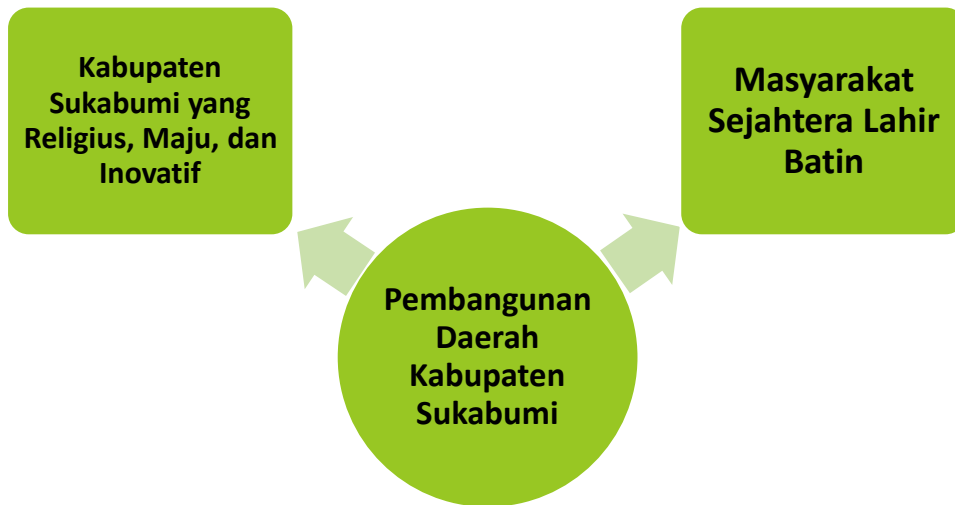 Kabupaten
Sukabumi yang
Religius, Maju, dan
Inovatif
Masyarakat
Sejahtera Lahir
Batin
Pembangunan
Daerah
Kabupaten
Sukabumi